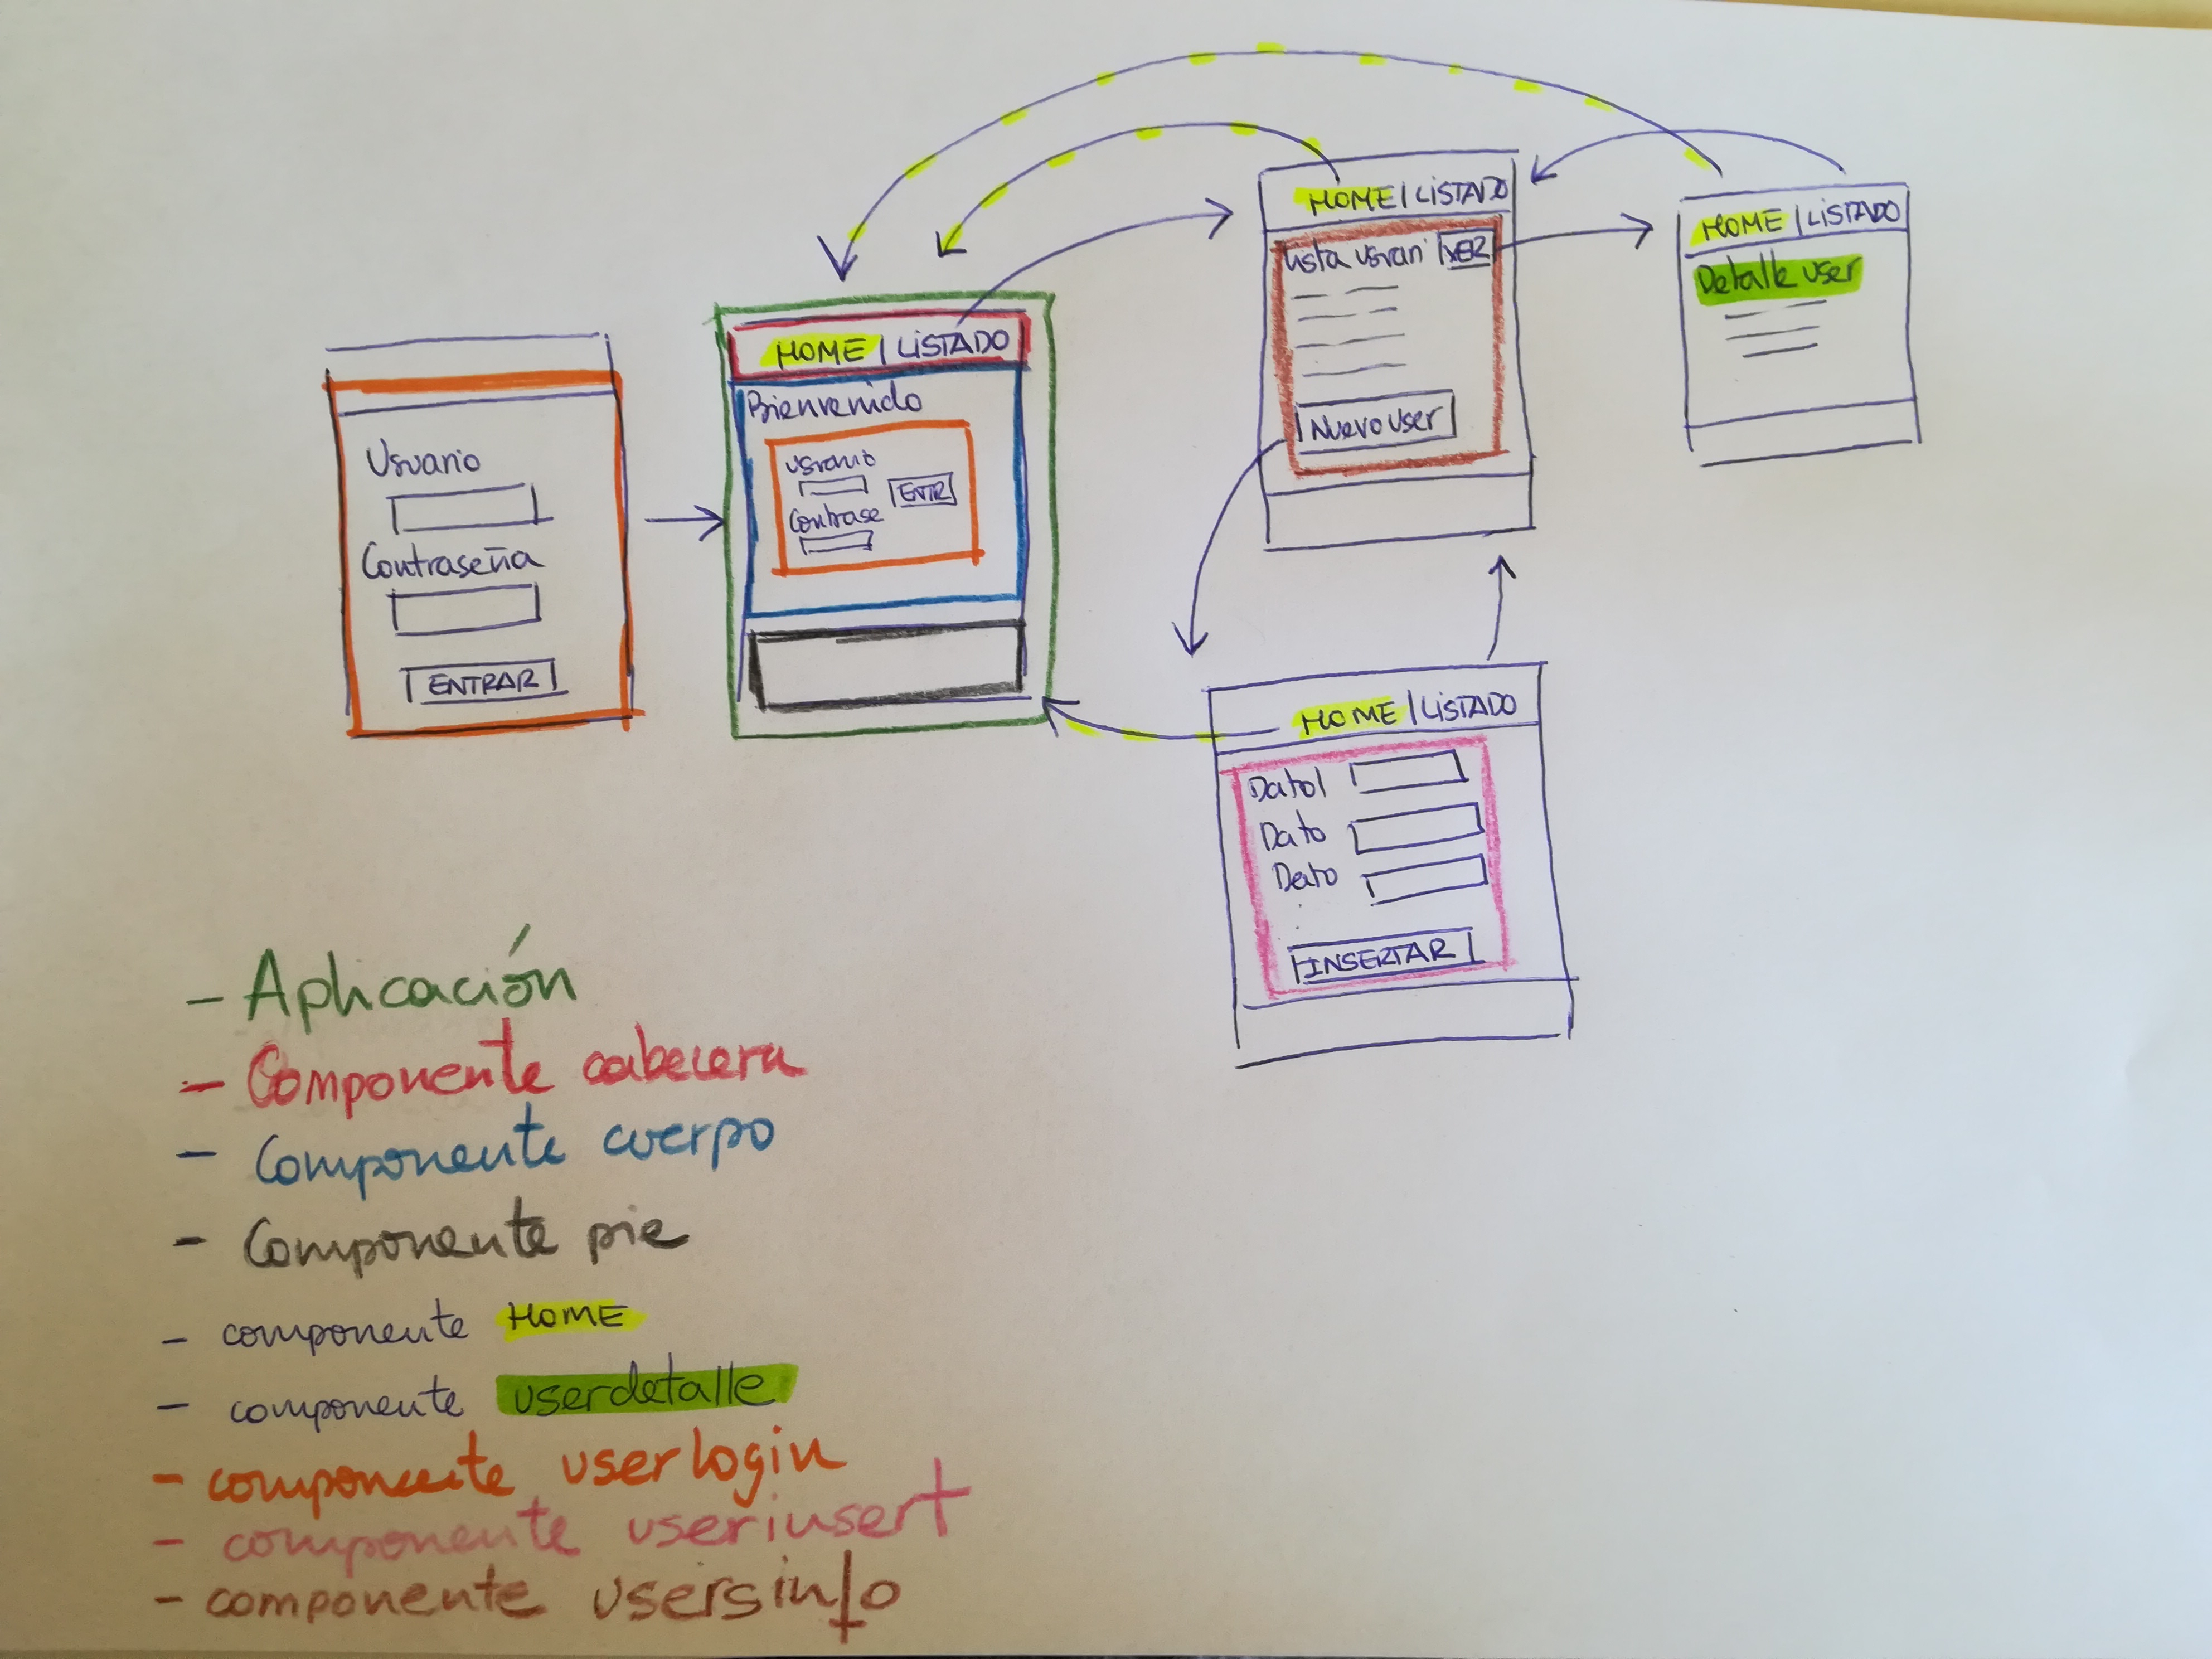 Usuario
Contraseña
ENTRAR
HOME | LiSTADO
Bienvenido
usuario
ENTR
Contrase
HOME | LiSTADO
Lista usuari VER
Nuevo user
HOME | LiSTADO
Detalle user
HOME | LiSTADO
Dato1
Dato
Dato
INSERTAR
- Aplicación
- Componente cabecera
- Componente cuerpo
- Componente pie
- componente HOME
- componente userdetalle
- componente userlogin
- componente userinsert
- componente usersinfo